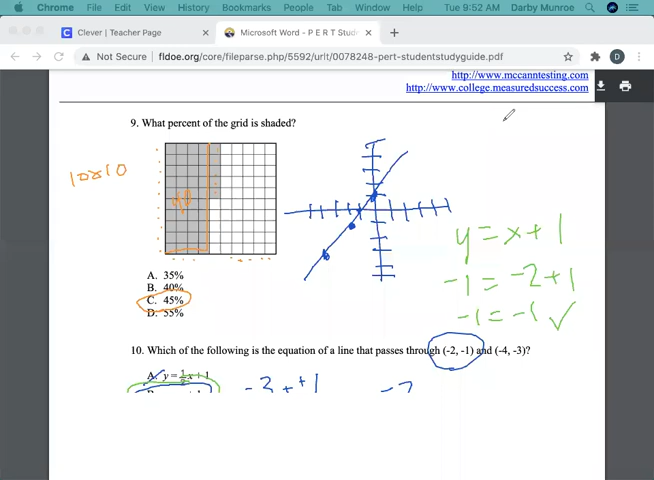 Chrome File Edit View History Bookmarks People Tab Window Help Tue 9:52 AM Darby Munroe
Clever | Teacher Page × Microsoft Word - P E R T Stud ×
Not Secure | fldoe.org/core/fileparse.php/5592/urlt/0078248-pert-studentstudyguide.pdf D
http://www.mccanntesting.com
http://www.college.measuredsuccess.com
9. What percent of the grid is shaded?
10x10
40
y = x + 1
-1 = -2 + 1
-1 = -1 ✓
A. 35%
B. 40%
C. 45%
D. 55%
10. Which of the following is the equation of a line that passes through (-2, -1) and (-4, -3)?
A. y = 1/2x + 1